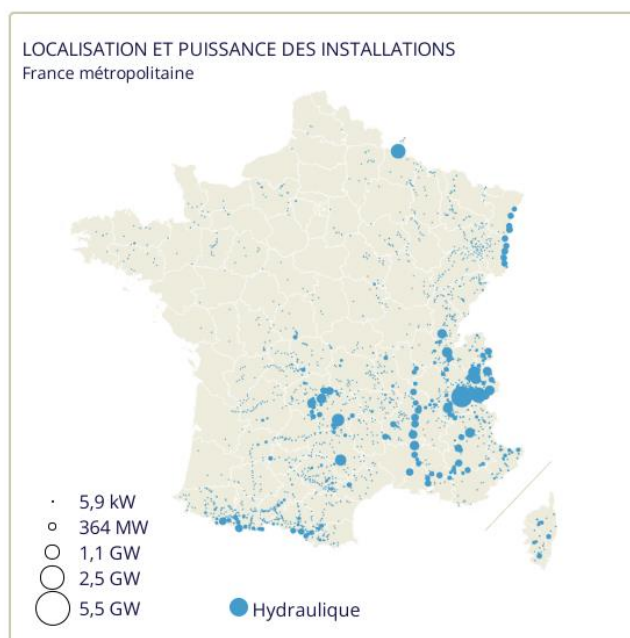 LOCALISATION ET PUISSANCE DES INSTALLATIONS
France métropolitaine
5,9 kW
364 MW
1,1 GW
2,5 GW
5,5 GW
Hydraulique